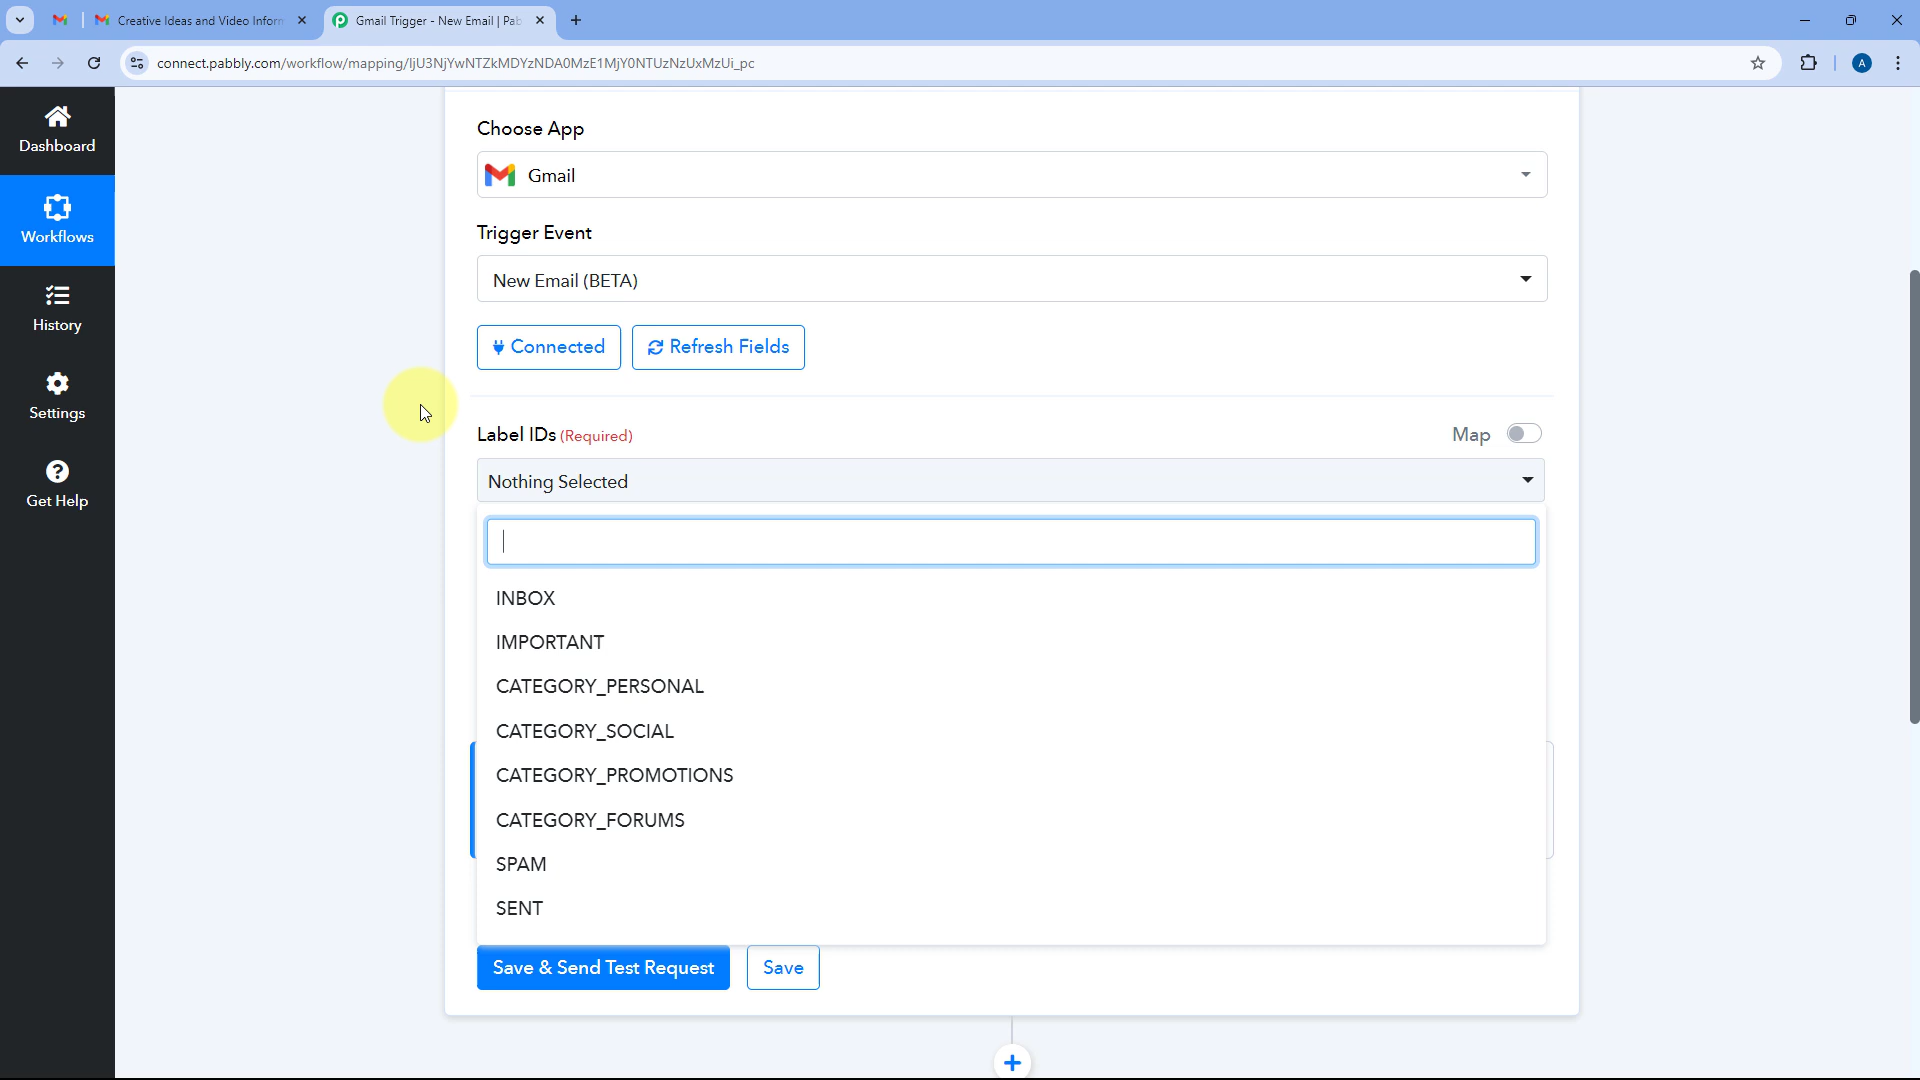 Creative Ideas and Video Inform
Gmail Trigger - New Email | Pab
connect.pabbly.com/workflow/mapping/IjU3NjYwNTZkMDYzNDA0MzE1MjY0NTUzNzUxMzUi_pc
A
Dashboard
Workflows
History
Settings
Get Help
Choose App
Gmail
Trigger Event
New Email (BETA)
Connected
Refresh Fields
Label IDs (Required)
Map
Nothing Selected
INBOX
IMPORTANT
CATEGORY_PERSONAL
CATEGORY_SOCIAL
CATEGORY_PROMOTIONS
CATEGORY_FORUMS
SPAM
SENT
Save & Send Test Request
Save